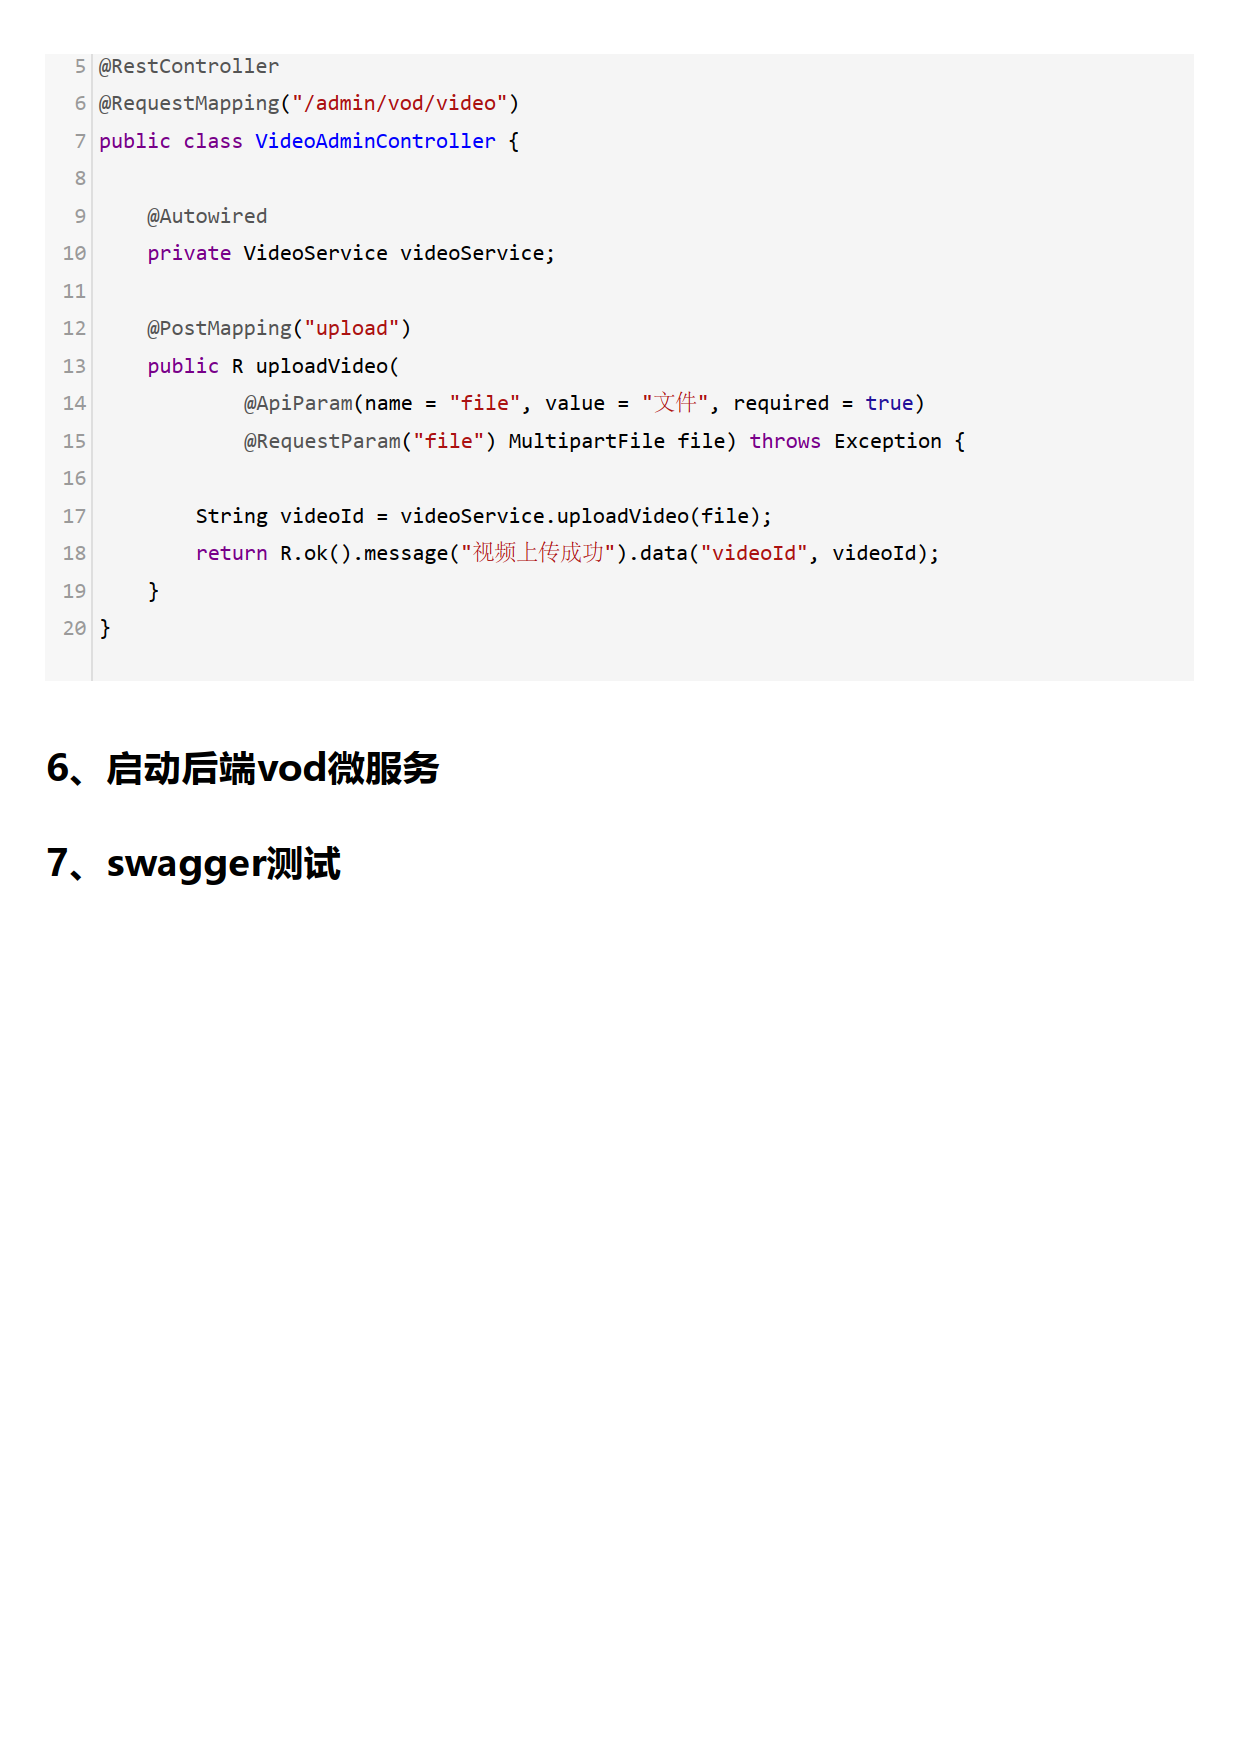 5 @RestController
6 @RequestMapping("/admin/vod/video")
7 public class VideoAdminController {
8
9     @Autowired
10     private VideoService videoService;
11
12     @PostMapping("upload")
13     public R uploadVideo(
14             @ApiParam(name = "file", value = "文件", required = true)
15             @RequestParam("file") MultipartFile file) throws Exception {
16
17         String videoId = videoService.uploadVideo(file);
18         return R.ok().message("视频上传成功").data("videoId", videoId);
19     }
20 }
6、启动后端vod微服务
7、swagger测试